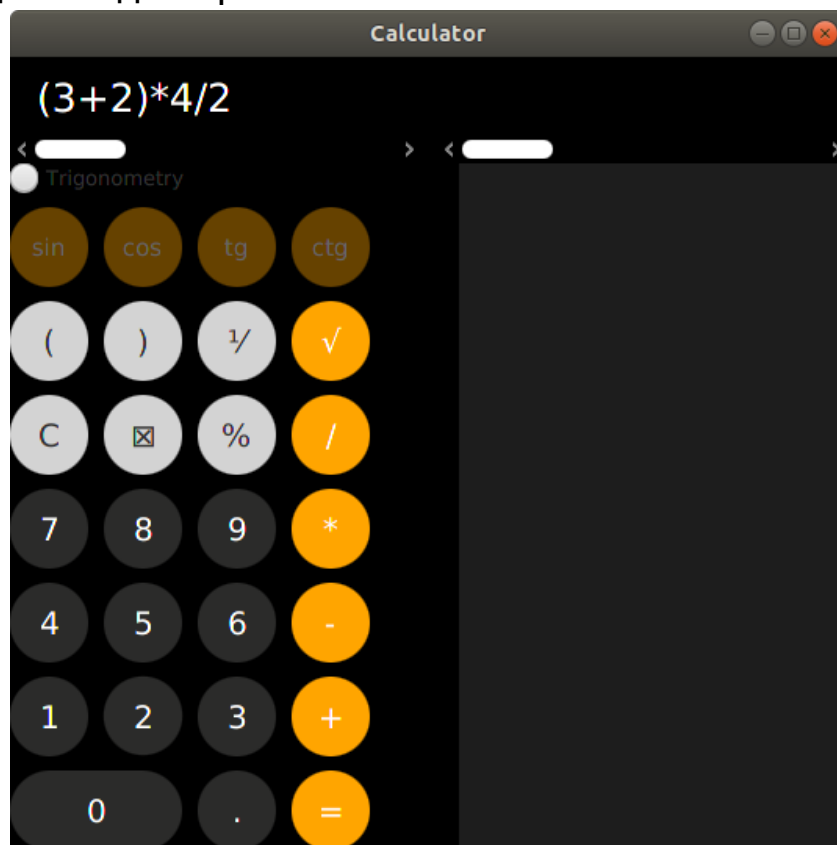 Calculator
(3+2)*4/2
Trigonometry
sin cos tg ctg
( ) ⅟ √
C ⊠ % /
7 8 9 *
4 5 6 -
1 2 3 +
0 . =